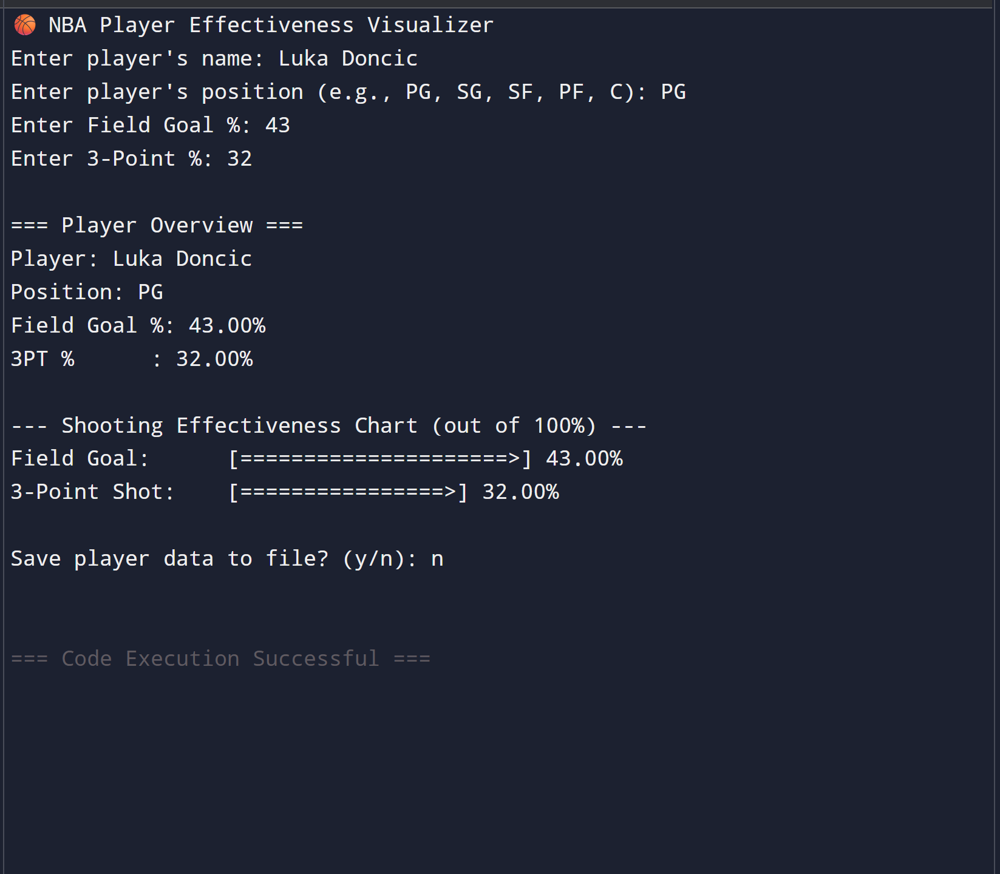 🏀 NBA Player Effectiveness Visualizer
Enter player's name: Luka Doncic
Enter player's position (e.g., PG, SG, SF, PF, C): PG
Enter Field Goal %: 43
Enter 3-Point %: 32

=== Player Overview ===
Player: Luka Doncic
Position: PG
Field Goal %: 43.00%
3PT %      : 32.00%

--- Shooting Effectiveness Chart (out of 100%) ---
Field Goal:      [=====================>] 43.00%
3-Point Shot:    [================>] 32.00%

Save player data to file? (y/n): n

=== Code Execution Successful ===